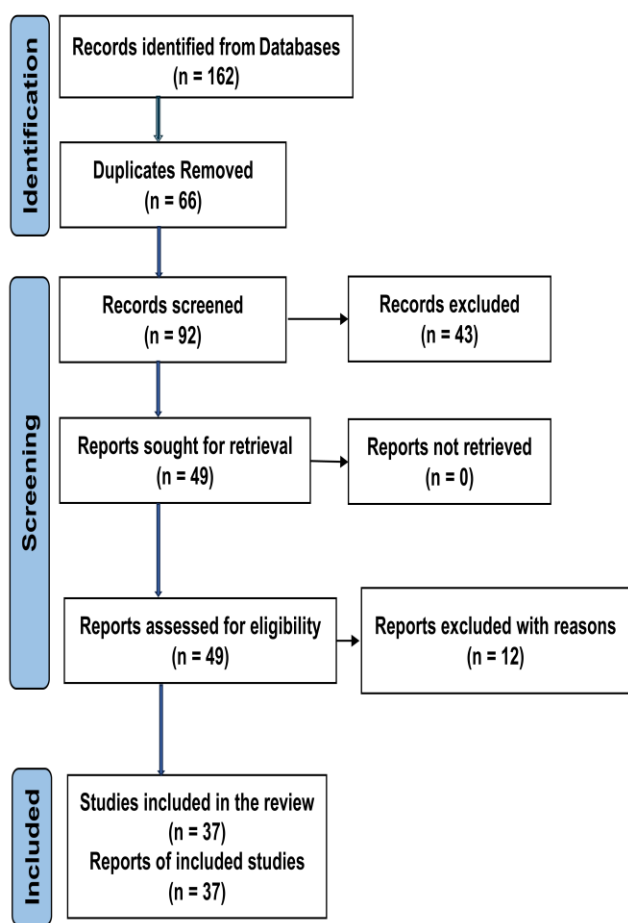 Identification
Records identified from Databases
(n = 162)
Duplicates Removed
(n = 66)
Screening
Records screened
(n = 92)
Records excluded
(n = 43)
Reports sought for retrieval
(n = 49)
Reports not retrieved
(n = 0)
Reports assessed for eligibility
(n = 49)
Reports excluded with reasons
(n = 12)
Included
Studies included in the review
(n = 37)
Reports of included studies
(n = 37)